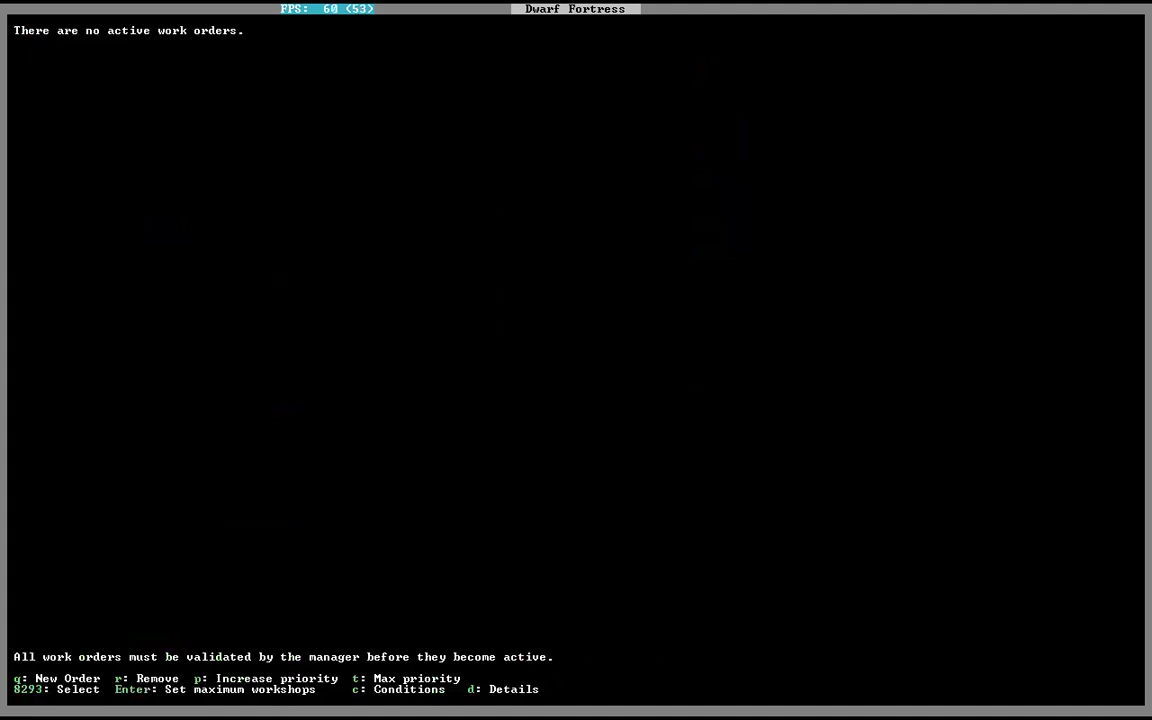 FPS:  60 (53)
Dwarf Fortress
There are no active work orders.
All work orders must be validated by the manager before they become active.
q: New Order  r: Remove  p: Increase priority  t: Max priority
8293: Select  Enter: Set maximum workshops     c: Conditions   d: Details